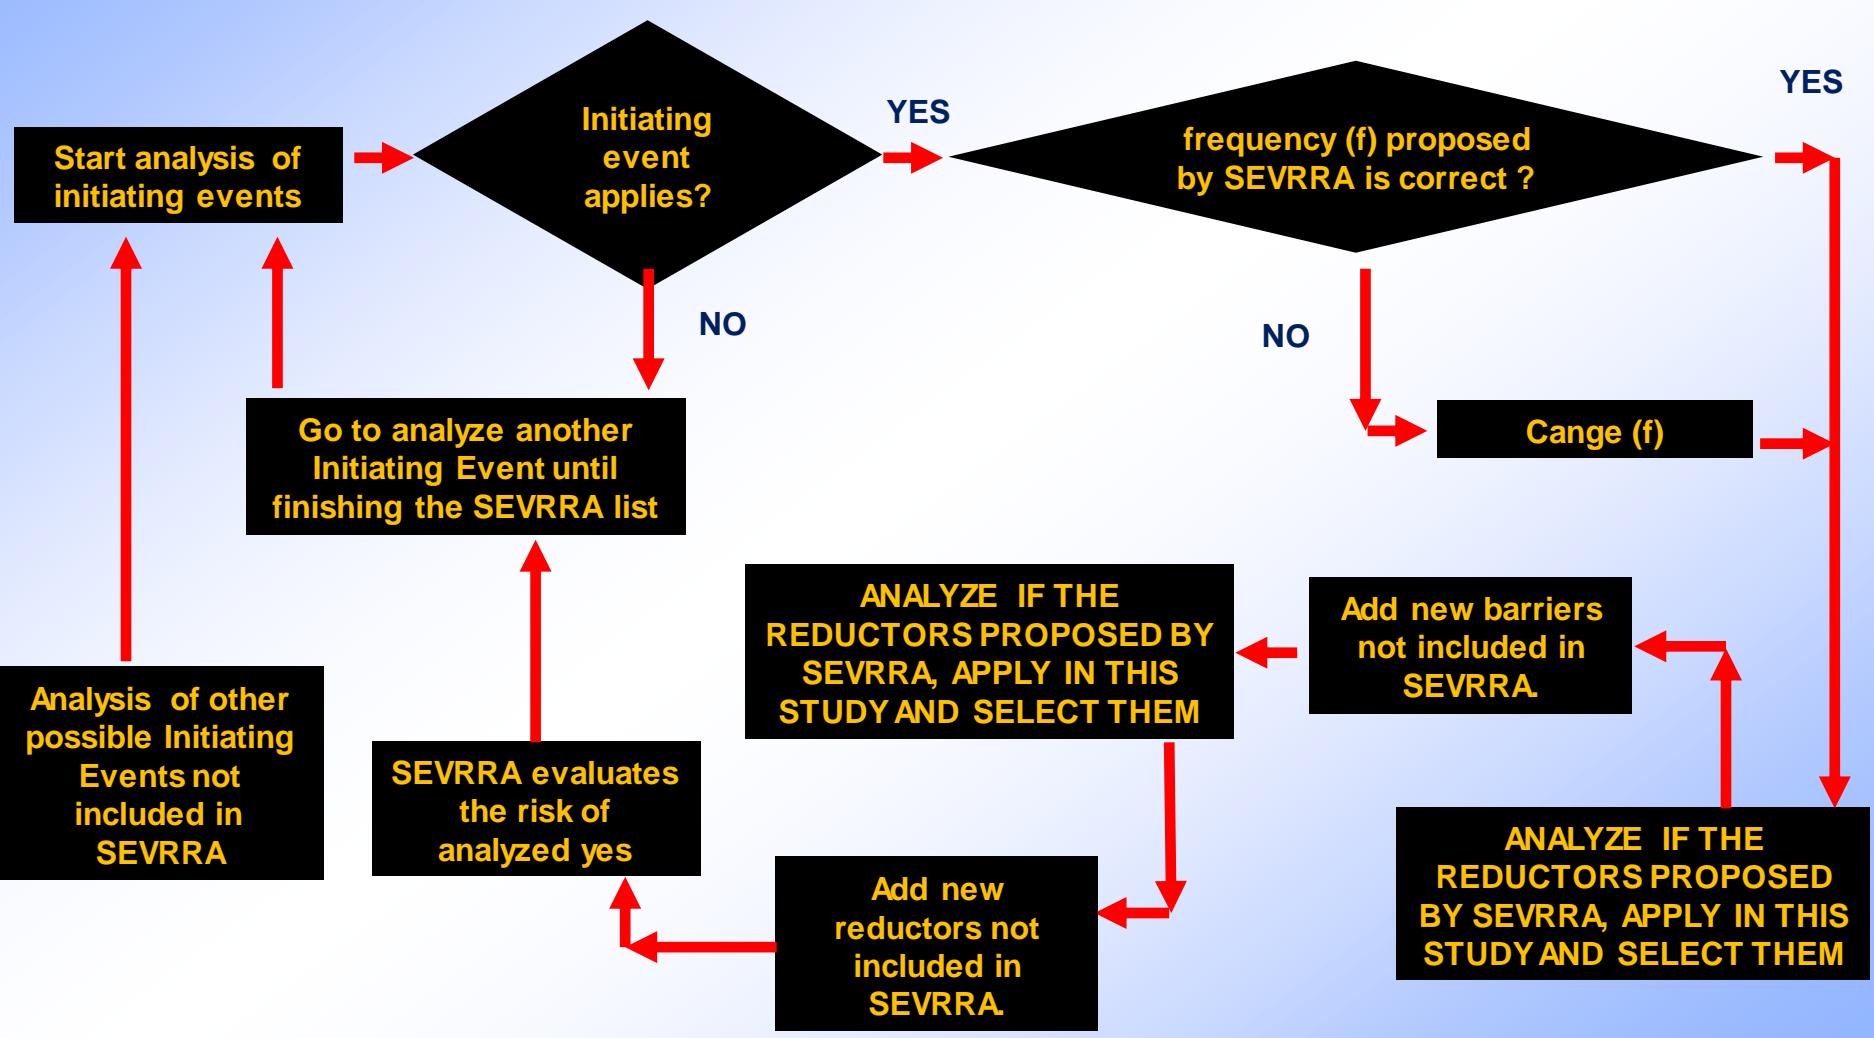 Start analysis of
initiating events
Initiating
event
applies?
YES
frequency (f) proposed
by SEVRRA is correct ?
YES
NO
NO
Go to analyze another
Initiating Event until
finishing the SEVRRA list
Cange (f)
ANALYZE IF THE
REDUCTORS PROPOSED BY
SEVRRA, APPLY IN THIS
STUDY AND SELECT THEM
Add new barriers
not included in
SEVRRA.
Analysis of other
possible Initiating
Events not
included in
SEVRRA
SEVRRA evaluates
the risk of
analyzed yes
Add new
reductors not
included in
SEVRRA.
ANALYZE IF THE
REDUCTORS PROPOSED
BY SEVRRA, APPLY IN THIS
STUDY AND SELECT THEM